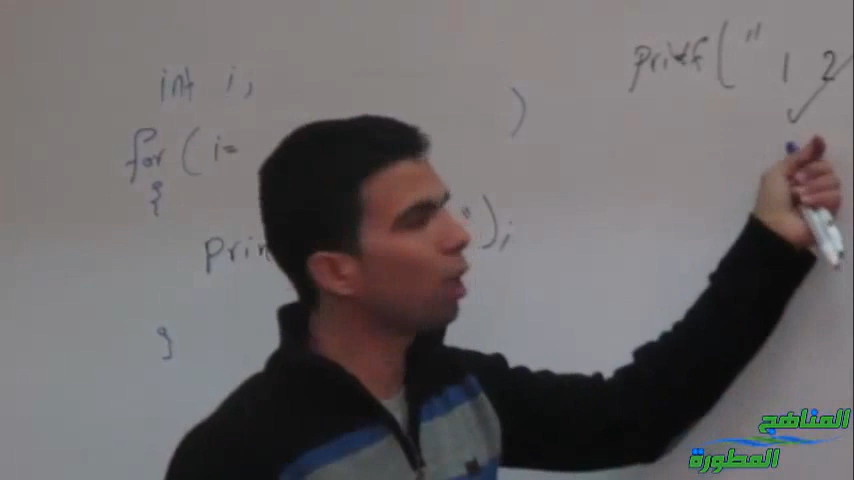 int i,
for ( i= )
{
prin ");
}
printf ( " 1 2
المناهج
المطورة